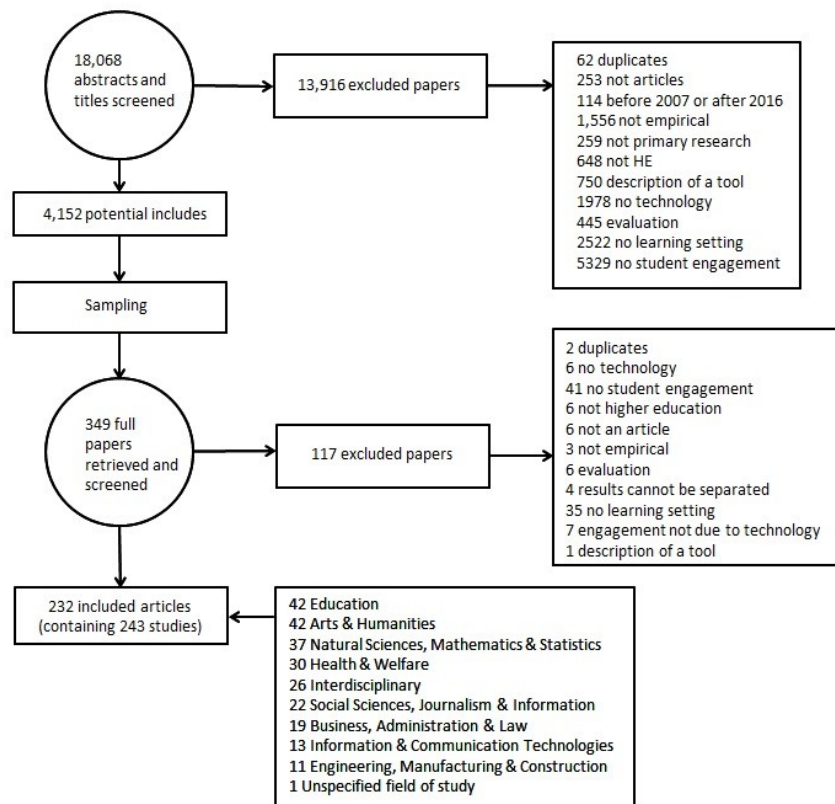 18,068
abstracts and
titles screened
13,916 excluded papers
62 duplicates
253 not articles
114 before 2007 or after 2016
1,556 not empirical
259 not primary research
648 not HE
750 description of a tool
1978 no technology
445 evaluation
2522 no learning setting
5329 no student engagement
4,152 potential includes
Sampling
349 full
papers
retrieved and
screened
117 excluded papers
2 duplicates
6 no technology
41 no student engagement
6 not higher education
6 not an article
3 not empirical
6 evaluation
4 results cannot be separated
35 no learning setting
7 engagement not due to technology
1 description of a tool
232 included articles
(containing 243 studies)
42 Education
42 Arts & Humanities
37 Natural Sciences, Mathematics & Statistics
30 Health & Welfare
26 Interdisciplinary
22 Social Sciences, Journalism & Information
19 Business, Administration & Law
13 Information & Communication Technologies
11 Engineering, Manufacturing & Construction
1 Unspecified field of study